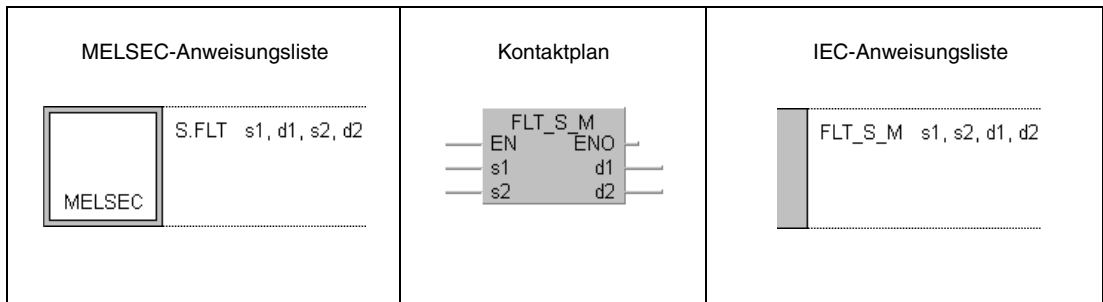 MELSEC-Anweisungsliste
MELSEC
S.FLT s1, d1, s2, d2
Kontaktplan
FLT_S_M
EN ENO
s1 d1
s2 d2
IEC-Anweisungsliste
FLT_S_M s1, s2, d1, d2